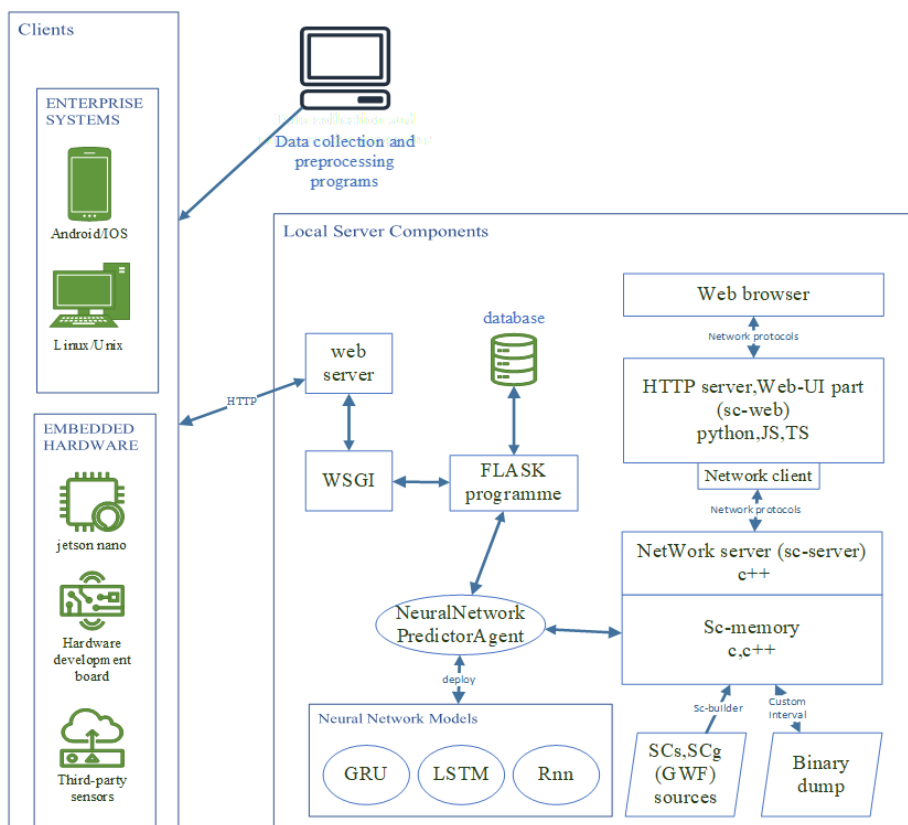 Clients
ENTERPRISE
SYSTEMS
Android/IOS
Linux/Unix
EMBEDDED
HARDWARE
jetson nano
Hardware
development
board
Third-party
sensors
Data collection and
preprocessing
programs
HTTP
Local Server Components
web
server
WSGI
database
FLASK
programme
NeuralNetwork
PredictorAgent
deploy
Neural Network Models
GRU
LSTM
Rnn
Web browser
Network protocols
HTTP server,Web-UI part
(sc-web)
python,JS,TS
Network client
Network protocols
NetWork server (sc-server)
c++
Sc-memory
c,c++
Sc-builder
Custom
interval
SCs,SCg
(GWF)
sources
Binary
dump